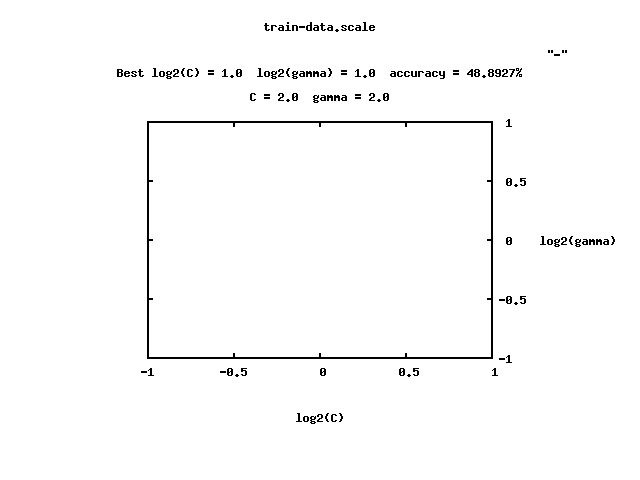 train-data.scale
"_"
Best log2(C) = 1.0  log2(gamma) = 1.0  accuracy = 48.8927%
C = 2.0  gamma = 2.0
1
0.5
0
log2(gamma)
-0.5
-1
-1
-0.5
0
0.5
1
log2(C)